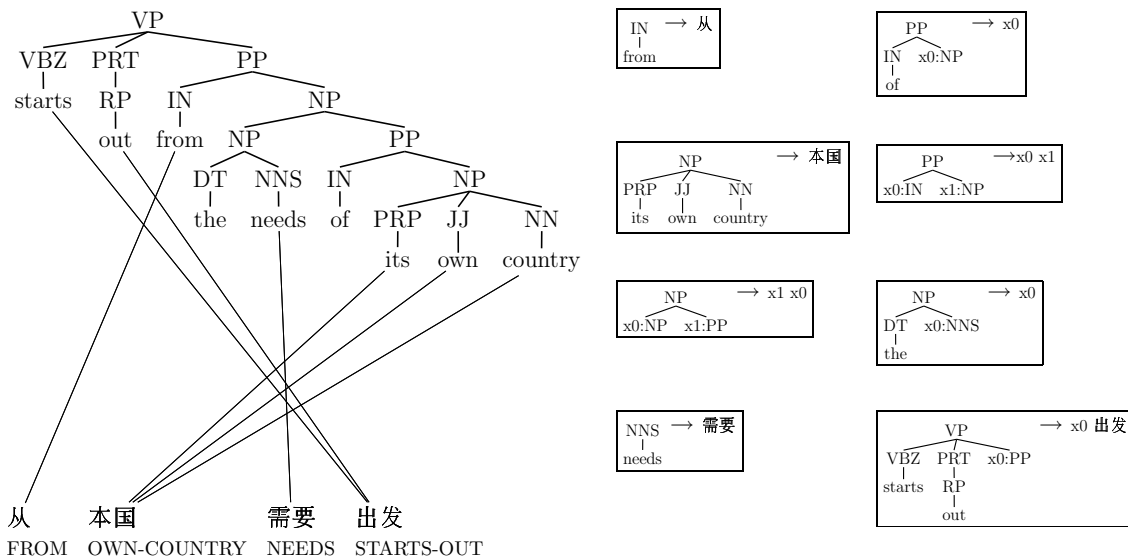 VP
VBZ PRT PP
starts RP IN NP
out from NP PP
DT NNS IN NP
the needs of PRP JJ NN
its own country
从 本国 需要 出发
FROM OWN-COUNTRY NEEDS STARTS-OUT
IN → 从
from
PP → x0
IN x0:NP
of
NP → 本国
PRP JJ NN
its own country
PP →x0 x1
x0:IN x1:NP
NP → x1 x0
x0:NP x1:PP
NP → x0
DT x0:NNS
the
NNS → 需要
needs
VP → x0 出发
VBZ PRT x0:PP
starts RP
out